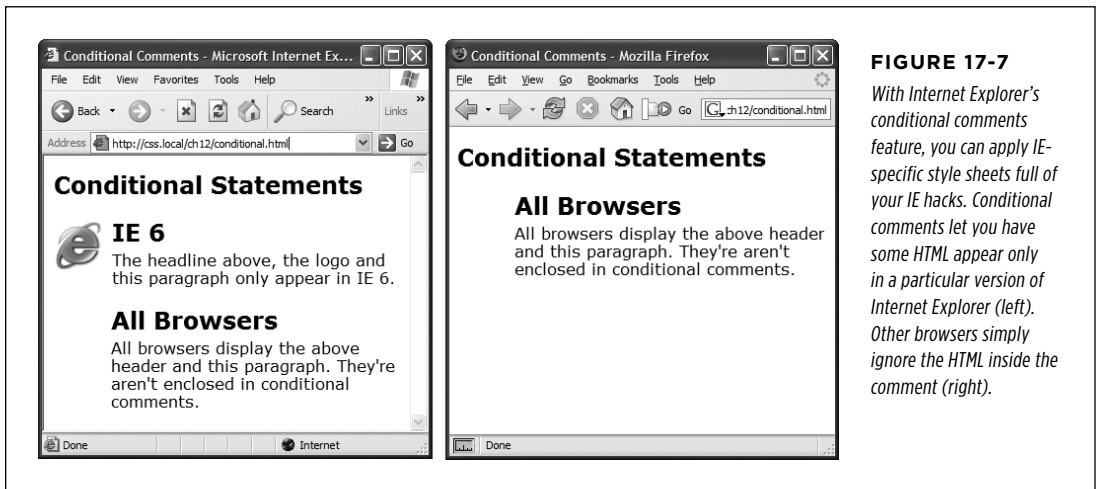 Conditional Comments - Microsoft Internet Ex...
File Edit View Favorites Tools Help
Back Search » Links »
Address http://css.local/ch12/conditional.html Go
Conditional Statements
IE 6
The headline above, the logo and
this paragraph only appear in IE 6.
All Browsers
All browsers display the above
header and this paragraph. They're
aren't enclosed in conditional
comments.
Done Internet
Conditional Comments - Mozilla Firefox
File Edit View Go Bookmarks Tools Help
Go G :h12/conditional.html
Conditional Statements
All Browsers
All browsers display the above header
and this paragraph. They're aren't
enclosed in conditional comments.
Done
FIGURE 17-7
With Internet Explorer's
conditional comments
feature, you can apply IE-
specific style sheets full of
your IE hacks. Conditional
comments let you have
some HTML appear only
in a particular version of
Internet Explorer (left).
Other browsers simply
ignore the HTML inside the
comment (right).